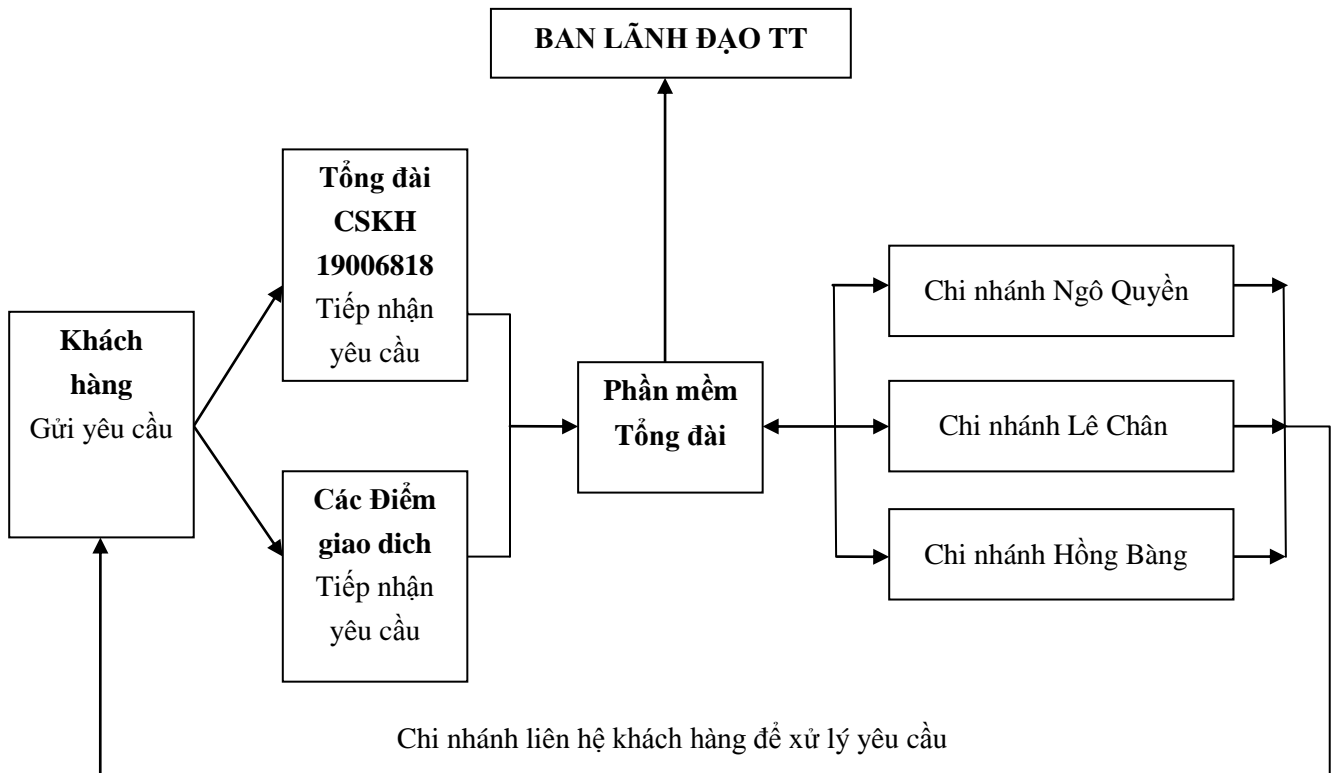 BAN LÃNH ĐẠO TT
Tổng đài
CSKH
19006818
Tiếp nhận
yêu cầu
Khách
hàng
Gửi yêu cầu
Các Điểm
giao dich
Tiếp nhận
yêu cầu
Phần mềm
Tổng đài
Chi nhánh Ngô Quyền
Chi nhánh Lê Chân
Chi nhánh Hồng Bàng
Chi nhánh liên hệ khách hàng để xử lý yêu cầu